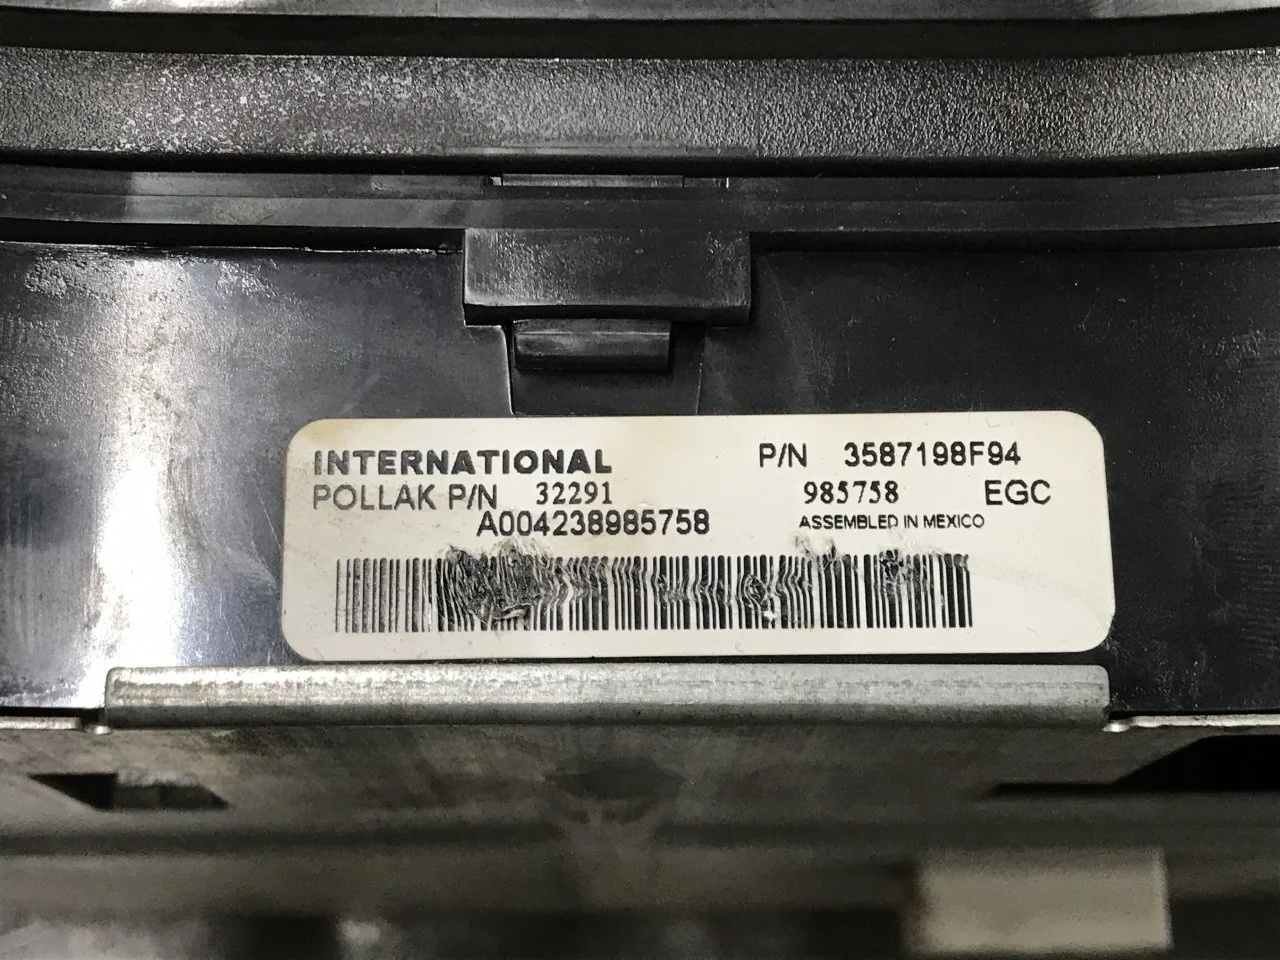 INTERNATIONAL P/N 3587198F94
POLLAK P/N 32291 985758 EGC
A004238985758 ASSEMBLED IN MEXICO